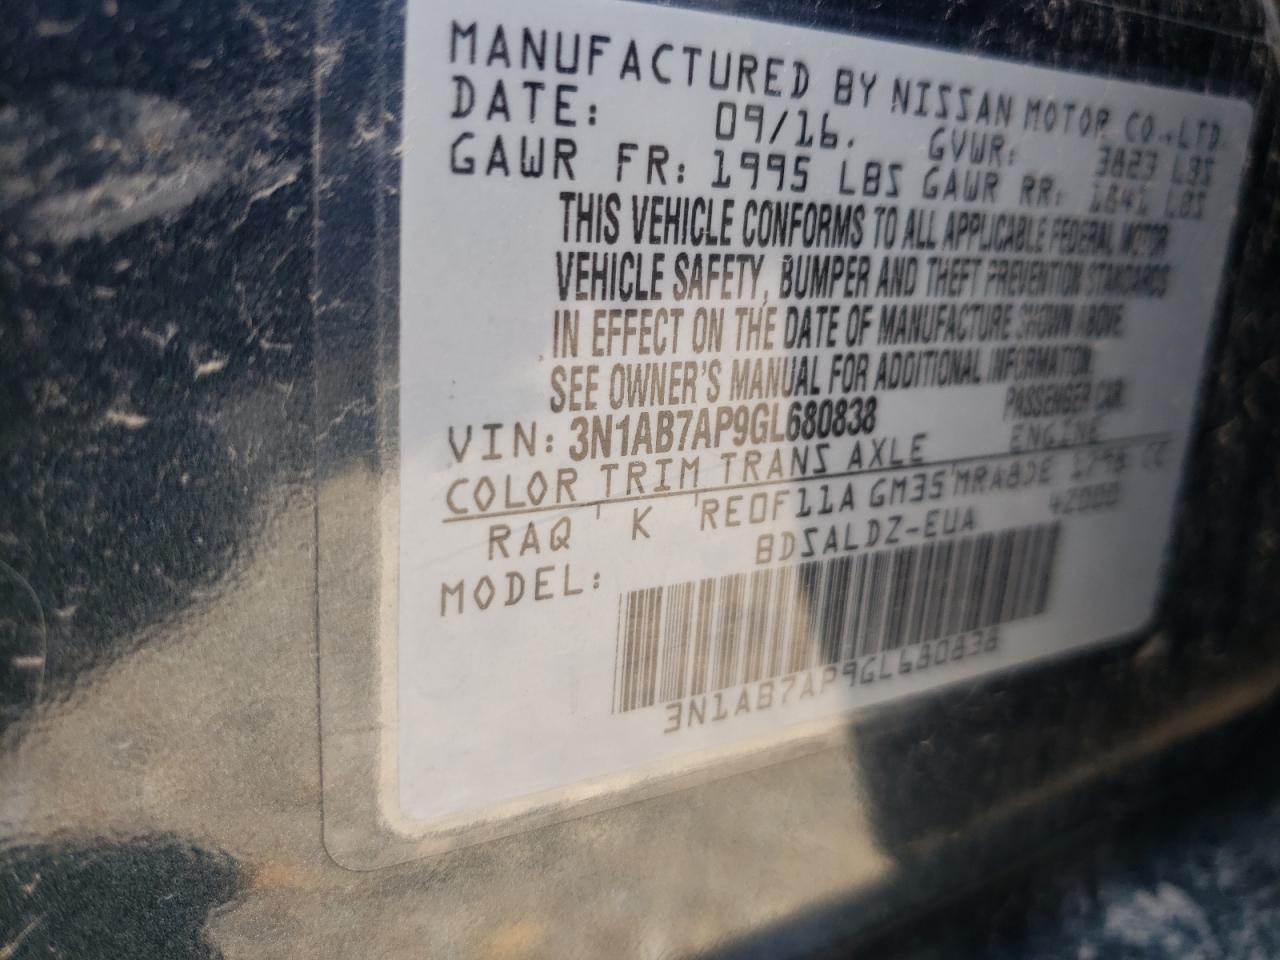 MANUFACTURED BY NISSAN MOTOR CO.,LTD.
DATE: 09/16. GVWR: 3823 LBS
GAWR FR: 1995 LBS GAWR RR: 1841 LBS
THIS VEHICLE CONFORMS TO ALL APPLICABLE FEDERAL MOTOR
VEHICLE SAFETY, BUMPER AND THEFT PREVENTION STANDARDS
IN EFFECT ON THE DATE OF MANUFACTURE SHOWN ABOVE.
SEE OWNER'S MANUAL FOR ADDITIONAL INFORMATION.
VIN: 3N1AB7AP9GL680838 PASSENGER CAR
COLOR TRIM TRANS AXLE ENGINE
RAQ K RE0F11A GM35 MRA8DE 1798 CC
MODEL: BDSALDZ-EUA 42000
3N1AB7AP9GL680838